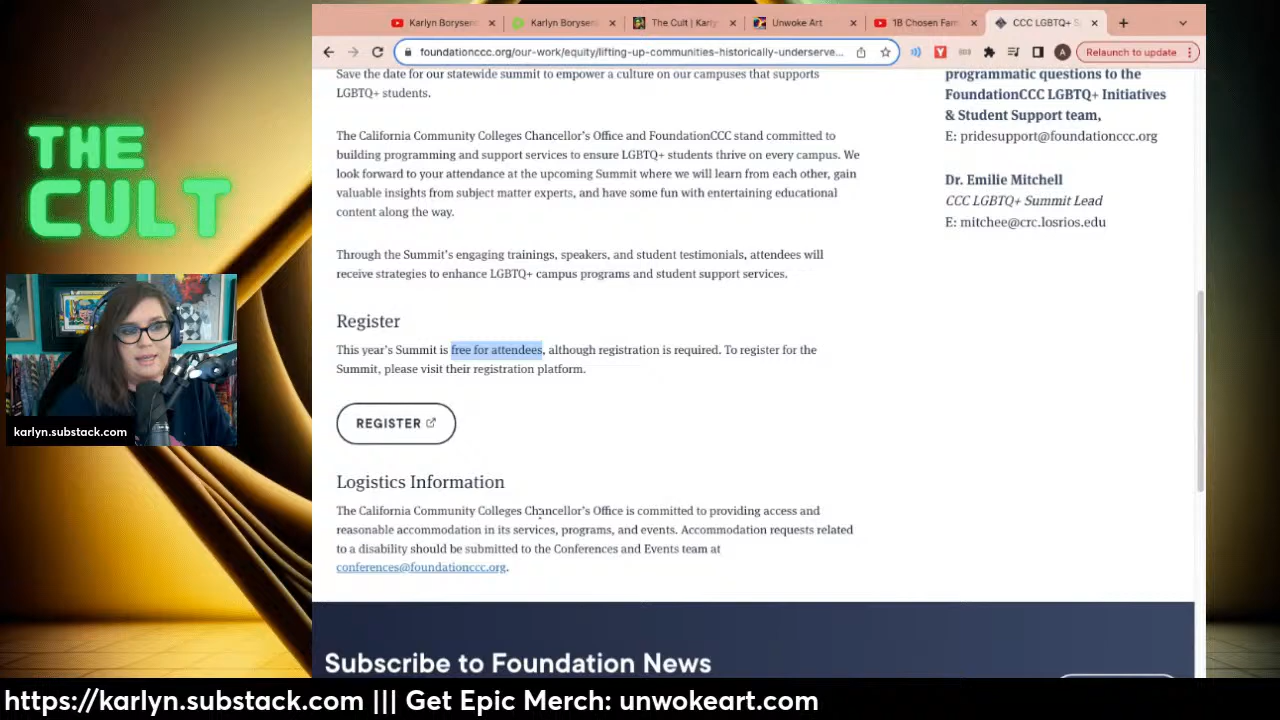 Karlyn Borysen
Karlyn Borysen
The Cult | Karly
Unwoke Art
1B Chosen Fam
CCC LGBTQ+ S
foundationccc.org/our-work/equity/lifting-up-communities-historically-underserve...
A
Relaunch to update
THE
CULT
karlyn.substack.com
Save the date for our statewide summit to empower a culture on our campuses that supports
LGBTQ+ students.
The California Community Colleges Chancellor's Office and FoundationCCC stand committed to
building programming and support services to ensure LGBTQ+ students thrive on every campus. We
look forward to your attendance at the upcoming Summit where we will learn from each other, gain
valuable insights from subject matter experts, and have some fun with entertaining educational
content along the way.
Through the Summit's engaging trainings, speakers, and student testimonials, attendees will
receive strategies to enhance LGBTQ+ campus programs and student support services.
Register
This year's Summit is free for attendees, although registration is required. To register for the
Summit, please visit their registration platform.
REGISTER
Logistics Information
The California Community Colleges Chancellor's Office is committed to providing access and
reasonable accommodation in its services, programs, and events. Accommodation requests related
to a disability should be submitted to the Conferences and Events team at
conferences@foundationccc.org.
programmatic questions to the
FoundationCCC LGBTQ+ Initiatives
& Student Support team,
E: pridesupport@foundationccc.org
Dr. Emilie Mitchell
CCC LGBTQ+ Summit Lead
E: mitchee@crc.losrios.edu
Subscribe to Foundation News
https://karlyn.substack.com ||| Get Epic Merch: unwokeart.com